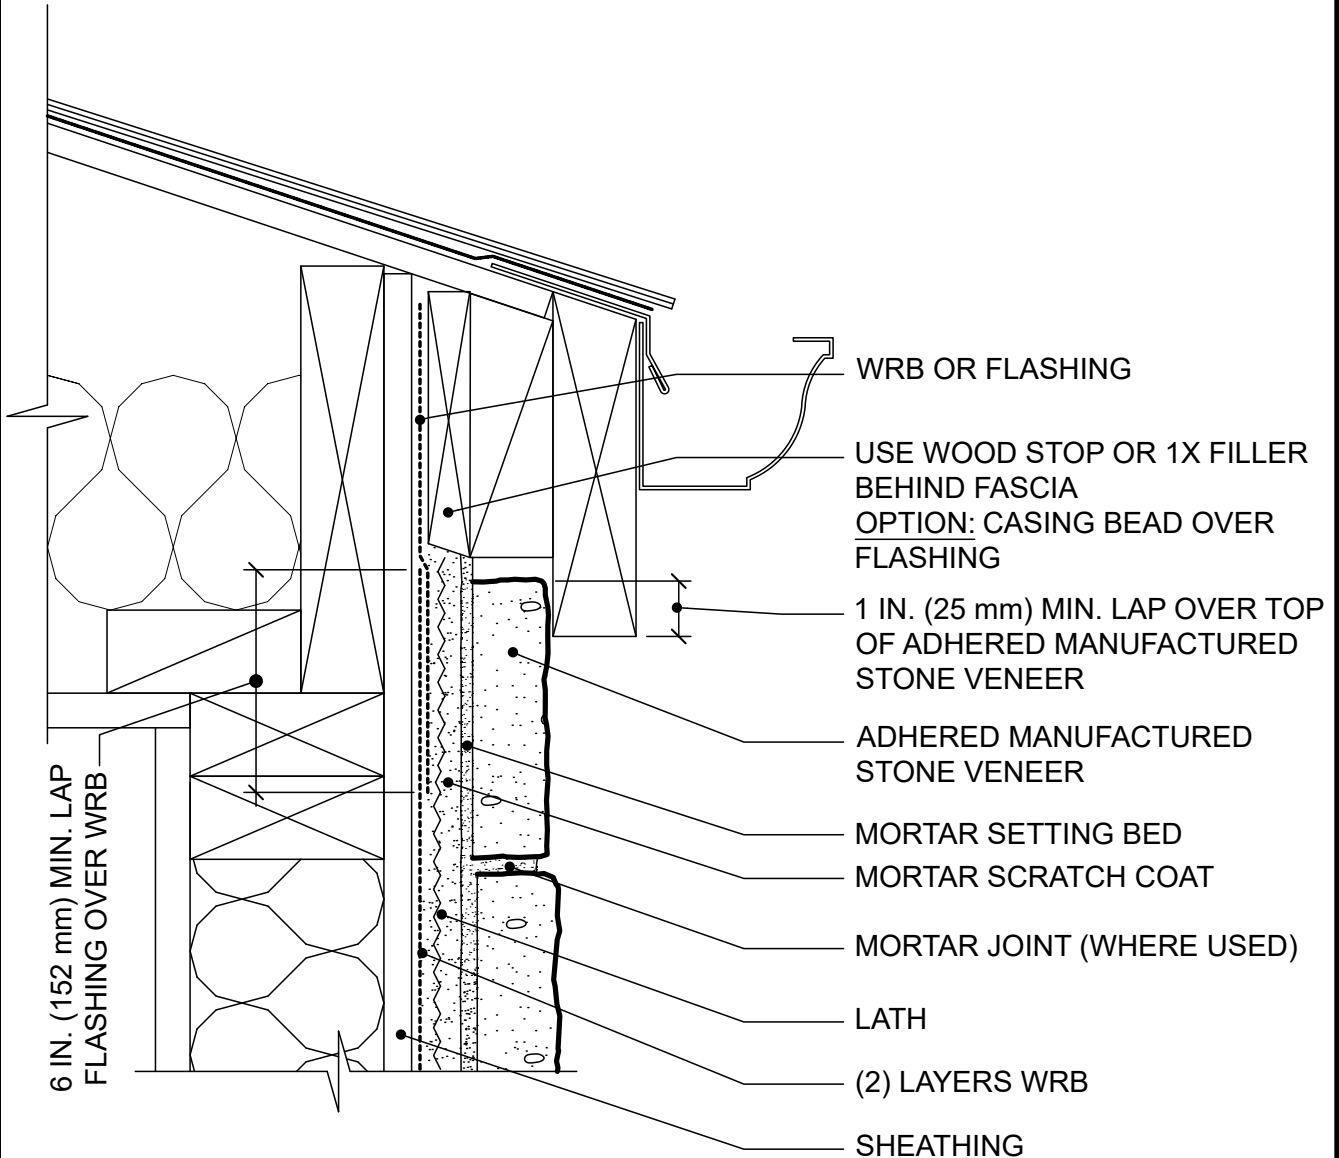 WRB OR FLASHING
USE WOOD STOP OR 1X FILLER
BEHIND FASCIA
OPTION: CASING BEAD OVER
FLASHING
1 IN. (25 mm) MIN. LAP OVER TOP
OF ADHERED MANUFACTURED
STONE VENEER
ADHERED MANUFACTURED
STONE VENEER
MORTAR SETTING BED
MORTAR SCRATCH COAT
MORTAR JOINT (WHERE USED)
LATH
(2) LAYERS WRB
SHEATHING
6 IN. (152 mm) MIN. LAP
FLASHING OVER WRB